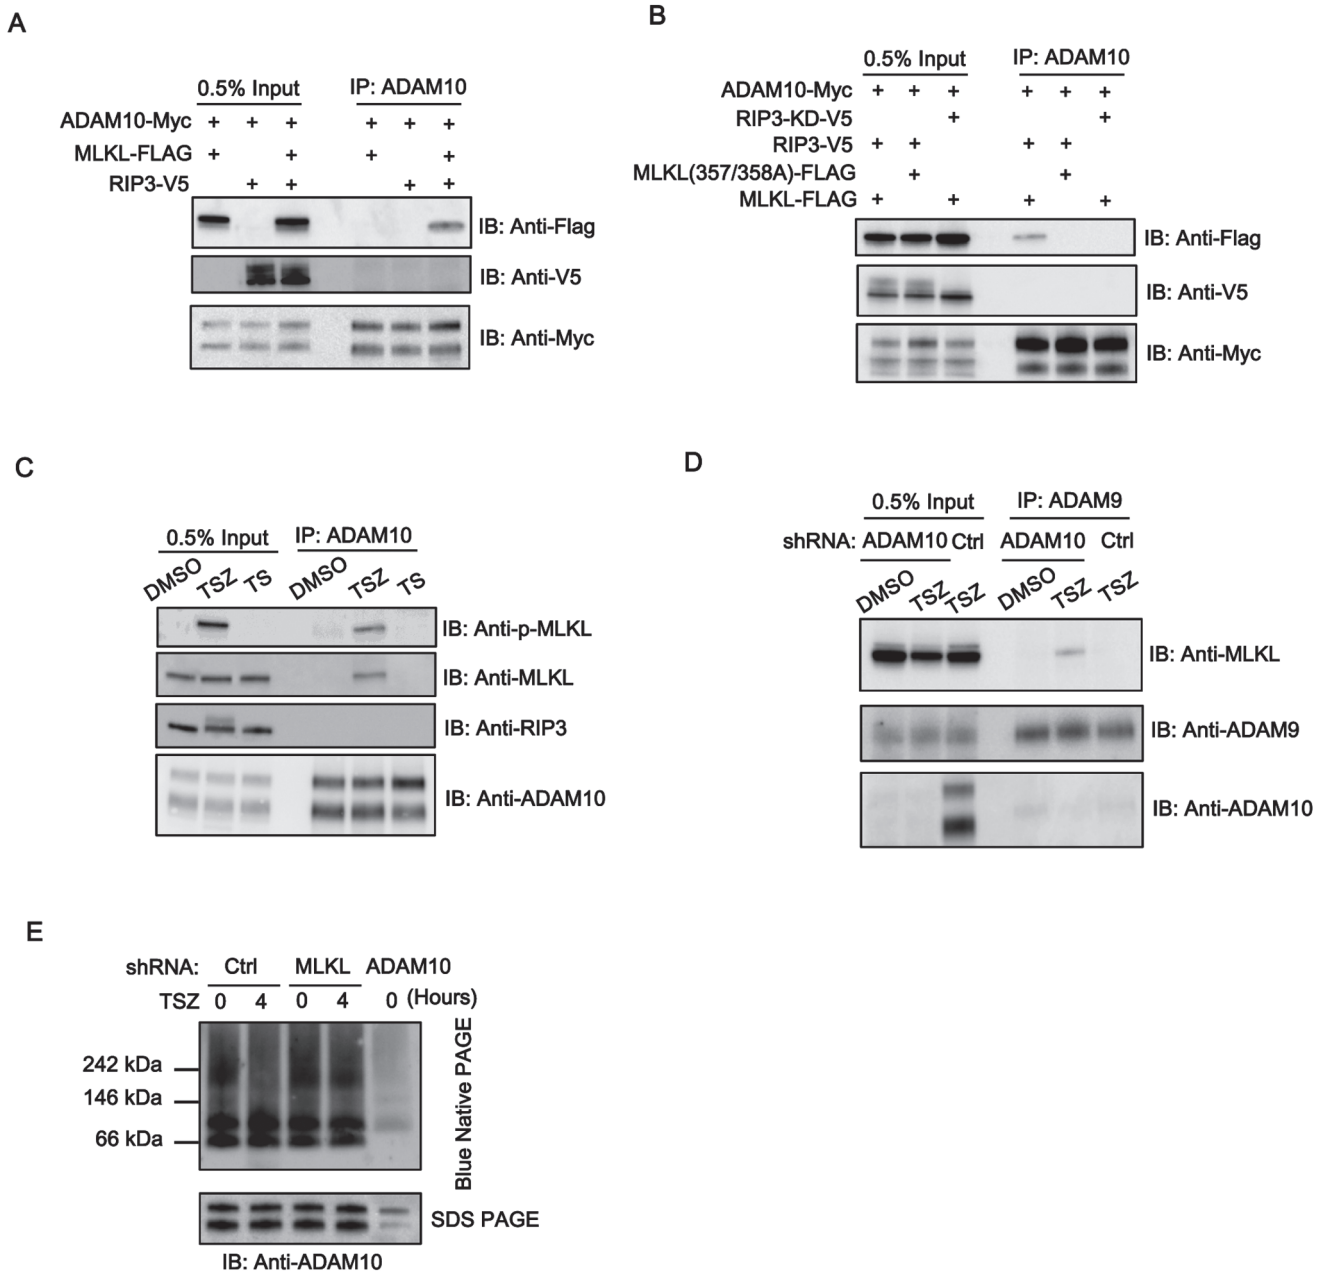 A
0.5% Input IP: ADAM10
ADAM10-Myc + + + + + +
MLKL-FLAG + + + +
RIP3-V5 + + + +
IB: Anti-Flag
IB: Anti-V5
IB: Anti-Myc
B
0.5% Input IP: ADAM10
ADAM10-Myc + + + + + +
RIP3-KD-V5 + +
RIP3-V5 + + + +
MLKL(357/358A)-FLAG + +
MLKL-FLAG + + + +
IB: Anti-Flag
IB: Anti-V5
IB: Anti-Myc
C
0.5% Input IP: ADAM10
DMSO TSZ TS DMSO TSZ TS
IB: Anti-p-MLKL
IB: Anti-MLKL
IB: Anti-RIP3
IB: Anti-ADAM10
D
0.5% Input IP: ADAM9
shRNA: ADAM10 Ctrl ADAM10 Ctrl
DMSO TSZ TSZ DMSO TSZ TSZ
IB: Anti-MLKL
IB: Anti-ADAM9
IB: Anti-ADAM10
E
shRNA: Ctrl MLKL ADAM10
TSZ 0 4 0 4 0 (Hours)
242 kDa
146 kDa
66 kDa
Blue Native PAGE
SDS PAGE
IB: Anti-ADAM10